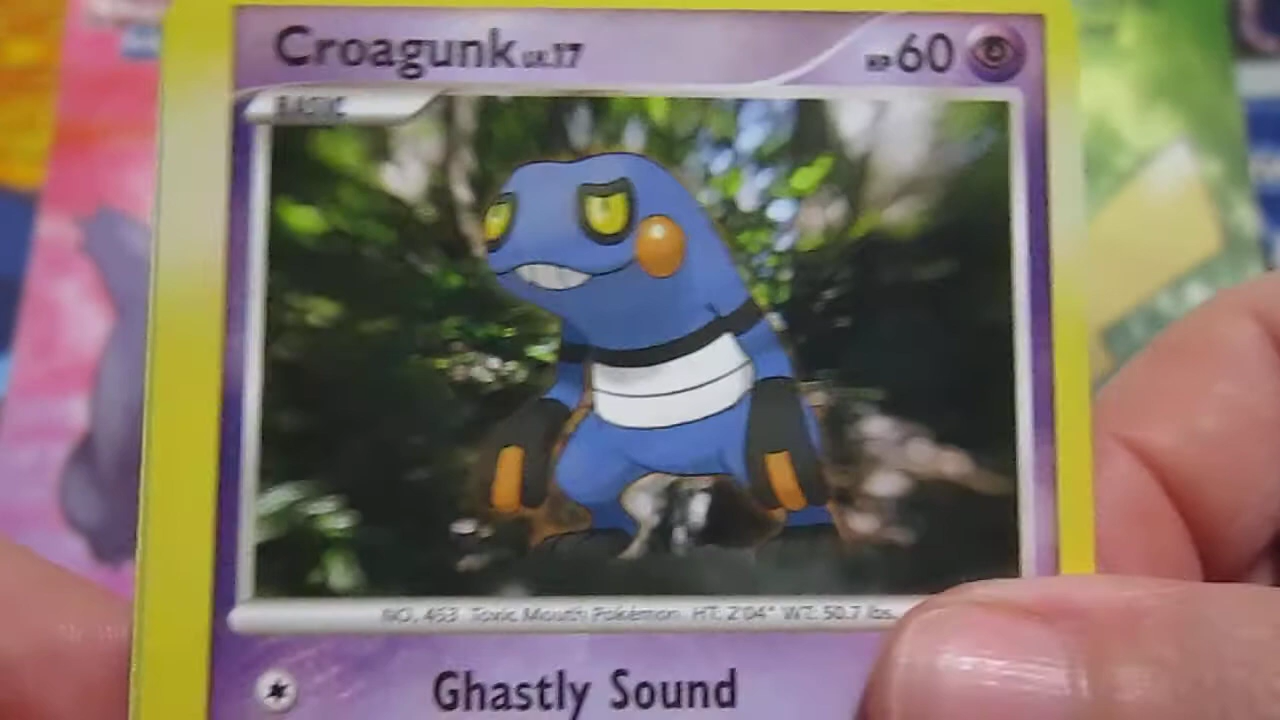 Croagunk LV.17 HP 60
BASIC
NO. 453 Toxic Mouth Pokémon HT: 2'04" WT: 50.7 lbs.
Ghastly Sound